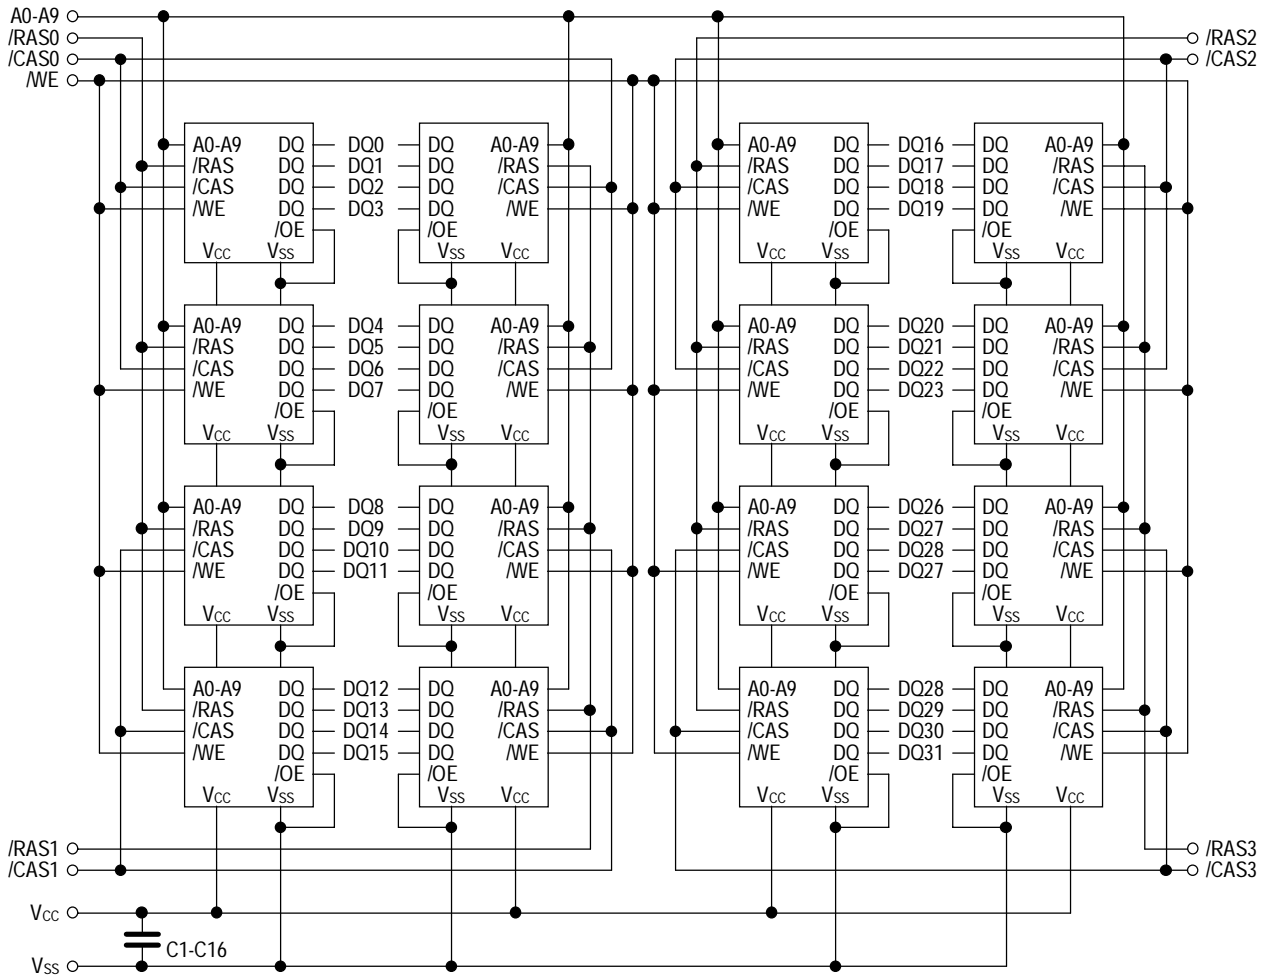 A0-A9
/RAS0 /RAS2
/CAS0 /CAS2
/WE
A0-A9 DQ DQ0 DQ A0-A9 A0-A9 DQ DQ16 DQ A0-A9
/RAS DQ DQ1 DQ /RAS /RAS DQ DQ17 DQ /RAS
/CAS DQ DQ2 DQ /CAS /CAS DQ DQ18 DQ /CAS
/WE DQ DQ3 DQ /WE /WE DQ DQ19 DQ /WE
/OE /OE /OE /OE
VCC VSS VSS VCC VCC VSS VSS VCC
A0-A9 DQ DQ4 DQ A0-A9 A0-A9 DQ DQ20 DQ A0-A9
/RAS DQ DQ5 DQ /RAS /RAS DQ DQ21 DQ /RAS
/CAS DQ DQ6 DQ /CAS /CAS DQ DQ22 DQ /CAS
/WE DQ DQ7 DQ /WE /WE DQ DQ23 DQ /WE
/OE /OE /OE /OE
VCC VSS VSS VCC VCC VSS VSS VCC
A0-A9 DQ DQ8 DQ A0-A9 A0-A9 DQ DQ26 DQ A0-A9
/RAS DQ DQ9 DQ /RAS /RAS DQ DQ27 DQ /RAS
/CAS DQ DQ10 DQ /CAS /CAS DQ DQ28 DQ /CAS
/WE DQ DQ11 DQ /WE /WE DQ DQ27 DQ /WE
/OE /OE /OE /OE
VCC VSS VSS VCC VCC VSS VSS VCC
A0-A9 DQ DQ12 DQ A0-A9 A0-A9 DQ DQ28 DQ A0-A9
/RAS DQ DQ13 DQ /RAS /RAS DQ DQ29 DQ /RAS
/CAS DQ DQ14 DQ /CAS /CAS DQ DQ30 DQ /CAS
/WE DQ DQ15 DQ /WE /WE DQ DQ31 DQ /WE
/OE /OE /OE /OE
VCC VSS VSS VCC VCC VSS VSS VCC
/RAS1 /RAS3
/CAS1 /CAS3
VCC
C1-C16
VSS